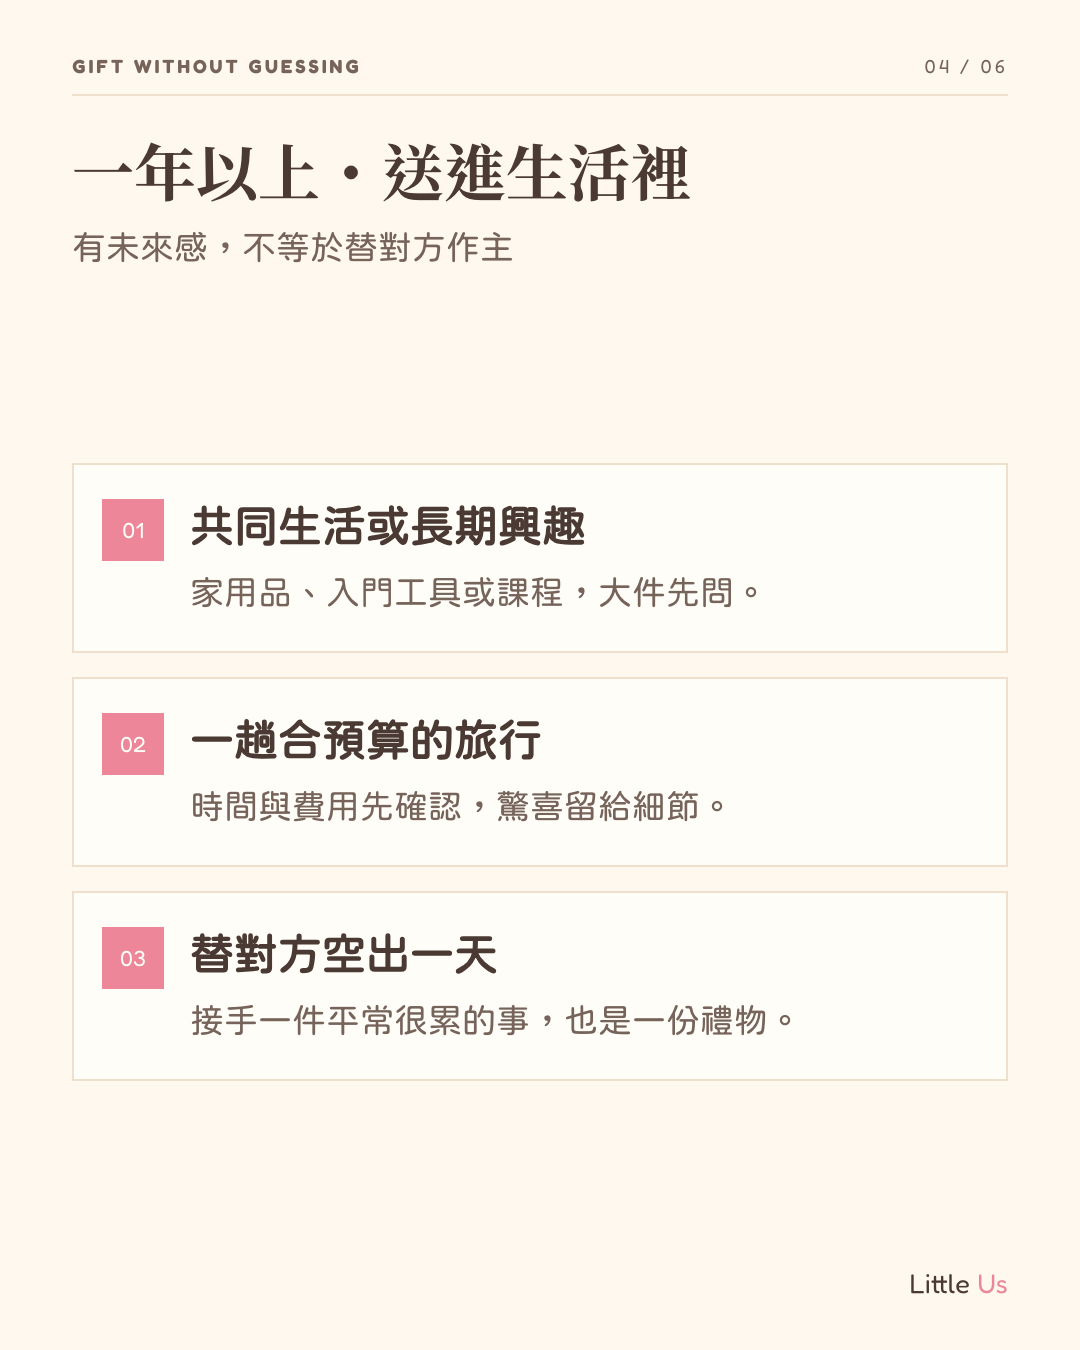 GIFT WITHOUT GUESSING
04 / 06
一年以上・送進生活裡
有未來感，不等於替對方作主
01
共同生活或長期興趣
家用品、入門工具或課程，大件先問。
02
一趟合預算的旅行
時間與費用先確認，驚喜留給細節。
03
替對方空出一天
接手一件平常很累的事，也是一份禮物。
Little Us